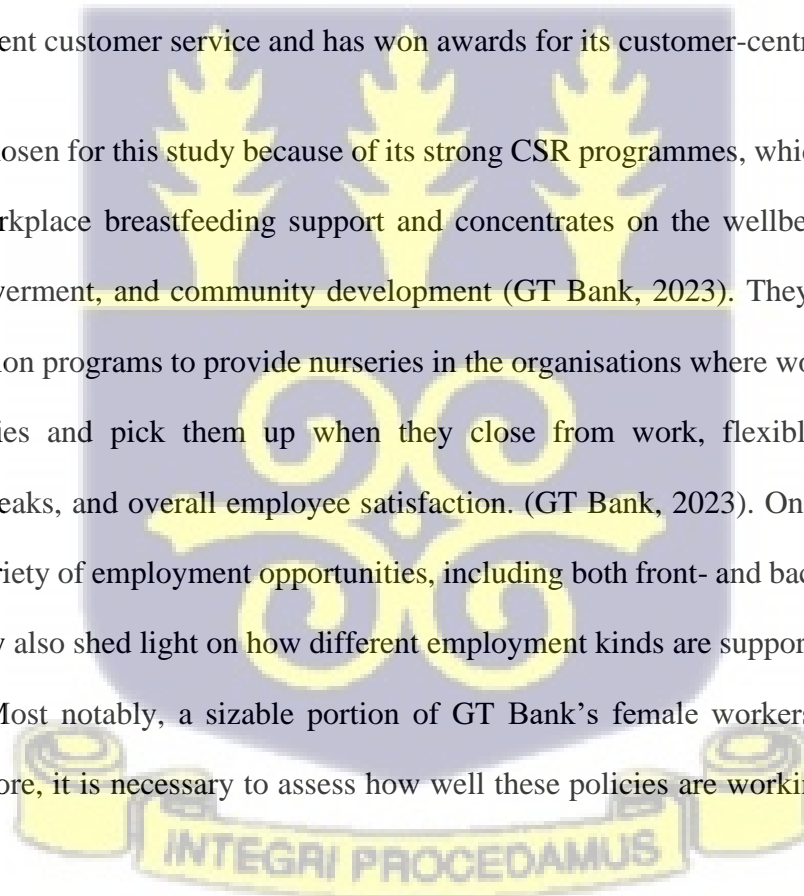 ent customer service and has won awards for its customer-centr
osen for this study because of its strong CSR programmes, whic
rkplace breastfeeding support and concentrates on the wellbe
verment, and community development (GT Bank, 2023). They
ion programs to provide nurseries in the organisations where wo
ies and pick them up when they close from work, flexibl
eaks, and overall employee satisfaction. (GT Bank, 2023). On
riety of employment opportunities, including both front- and bac
y also shed light on how different employment kinds are suppor
Most notably, a sizable portion of GT Bank’s female workers
ore, it is necessary to assess how well these policies are workin
INTEGRI PROCEDAMUS